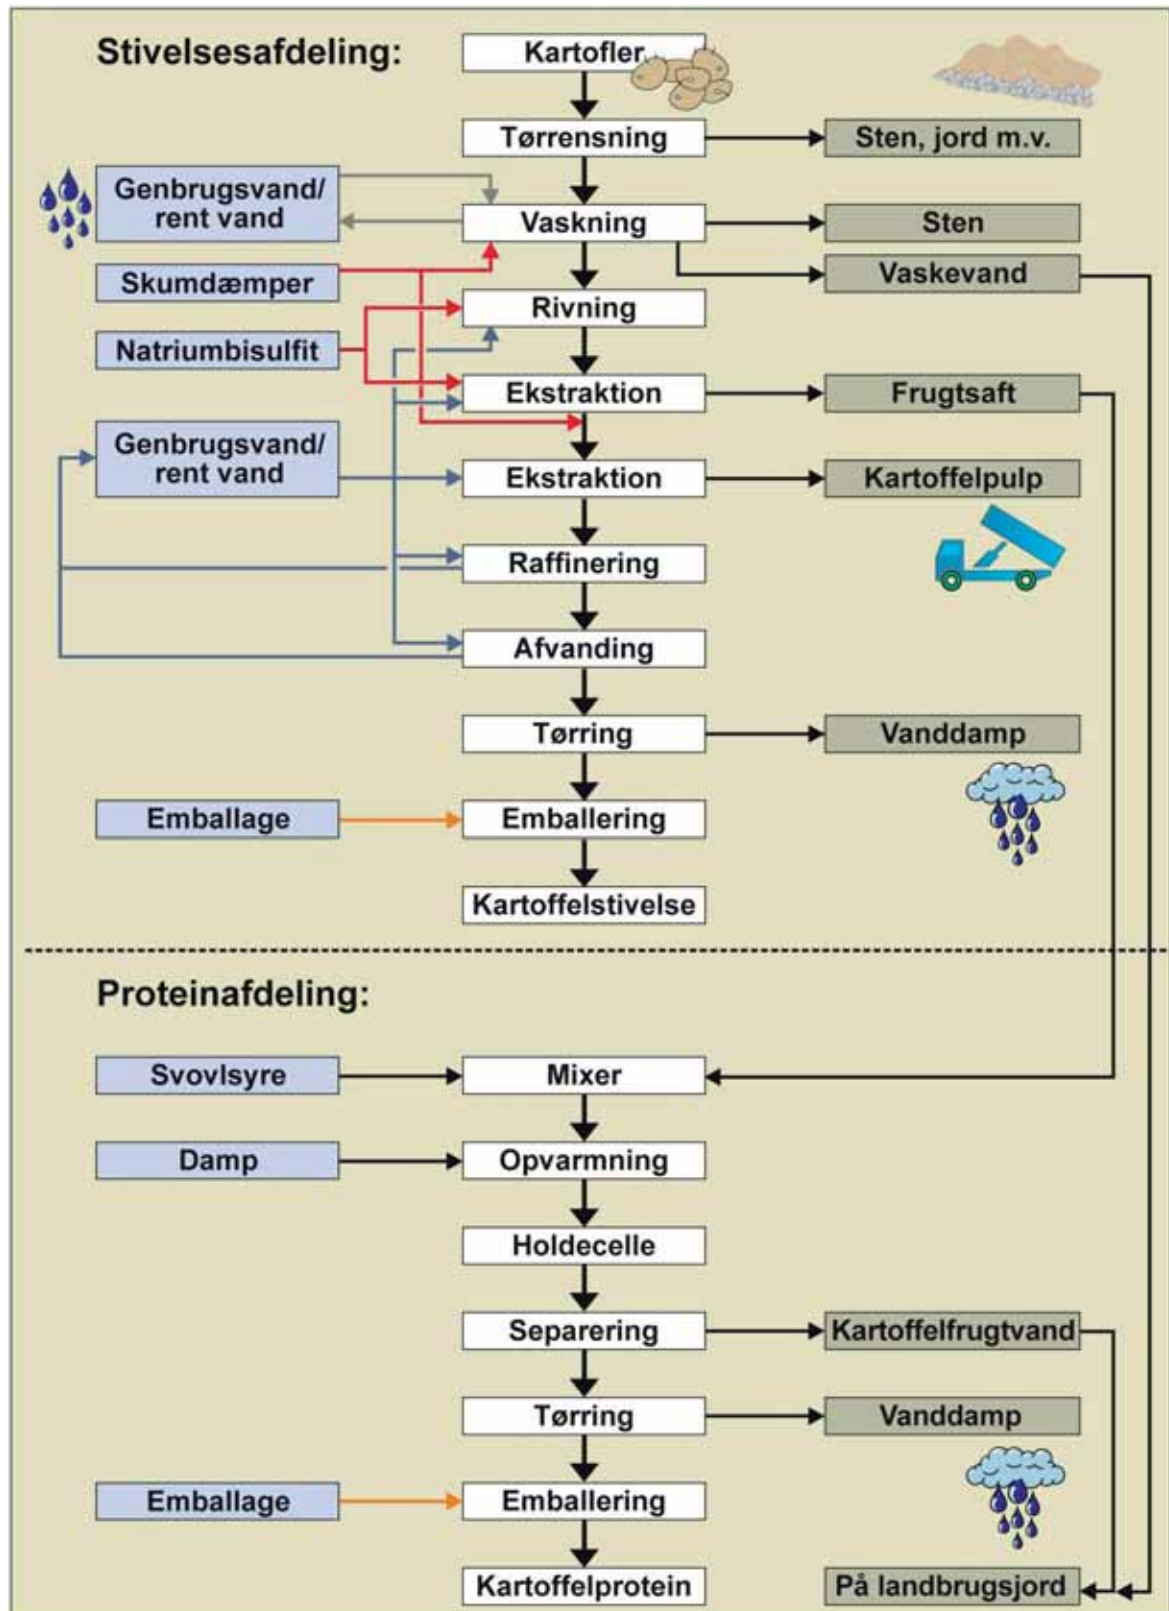 Stivelsesafdeling:
Kartofler
Tørrensning
Sten, jord m.v.
Genbrugsvand/
rent vand
Vaskning
Sten
Skumdæmper
Vaskevand
Rivning
Natriumbisulfit
Ekstraktion
Frugtsaft
Genbrugsvand/
rent vand
Ekstraktion
Kartoffelpulp
Raffinering
Afvanding
Tørring
Vanddamp
Emballage
Emballering
Kartoffelstivelse
Proteinafdeling:
Svovlsyre
Mixer
Damp
Opvarmning
Holdecelle
Separering
Kartoffelfrugtvand
Tørring
Vanddamp
Emballage
Emballering
Kartoffelprotein
På landbrugsjord